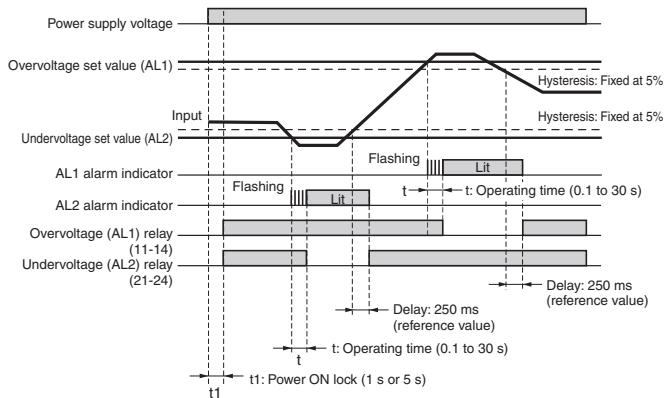 Power supply voltage
Overvoltage set value (AL1)
Hysteresis: Fixed at 5%
Input
Hysteresis: Fixed at 5%
Undervoltage set value (AL2)
Flashing
Lit
AL1 alarm indicator
t
t: Operating time (0.1 to 30 s)
Flashing
Lit
AL2 alarm indicator
Overvoltage (AL1) relay
(11-14)
Undervoltage (AL2) relay
(21-24)
Delay: 250 ms
(reference value)
Delay: 250 ms
(reference value)
t: Operating time (0.1 to 30 s)
t
t1: Power ON lock (1 s or 5 s)
t1